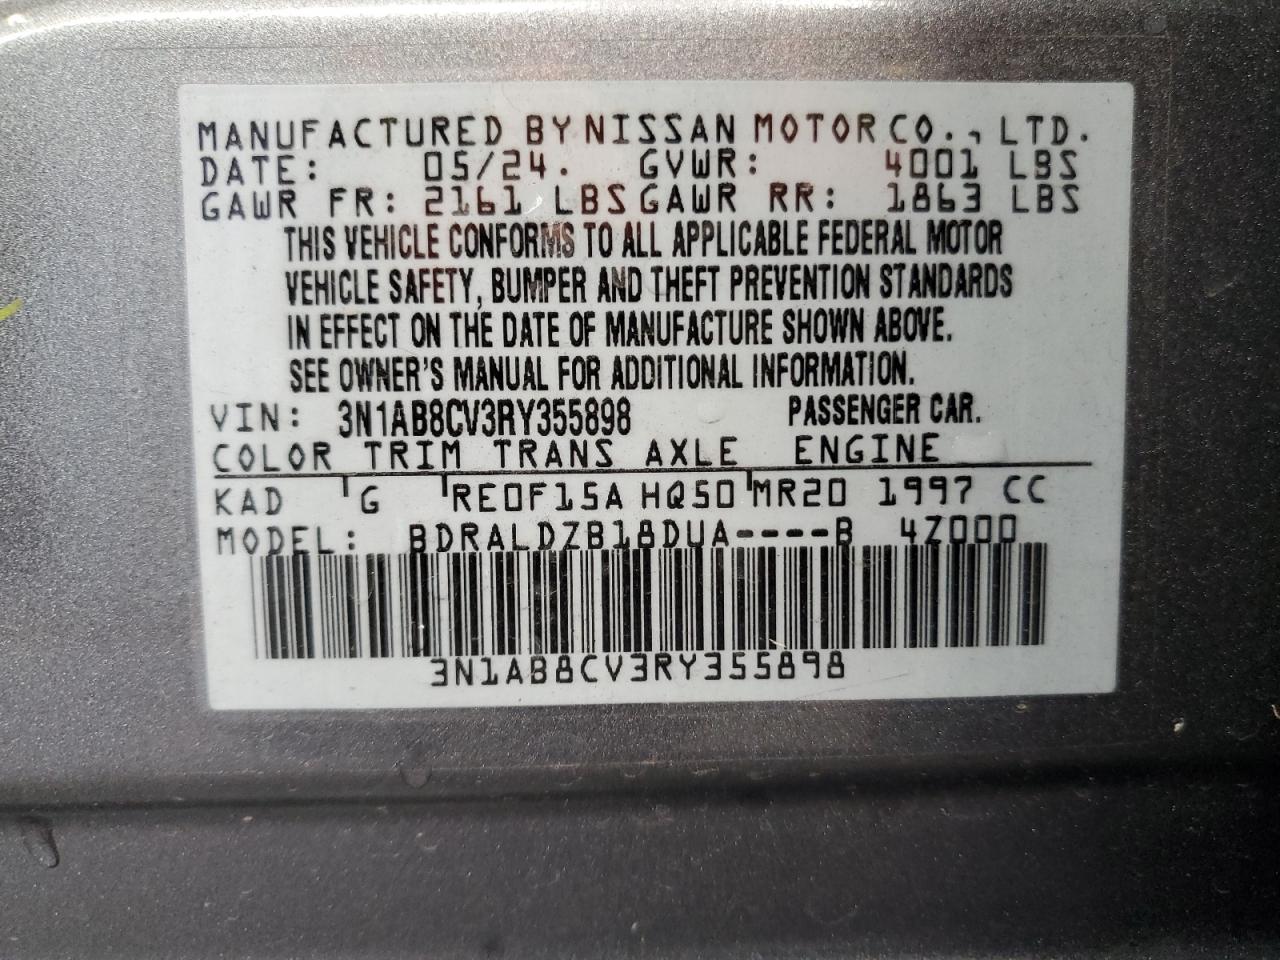 MANUFACTURED BY NISSAN MOTOR CO., LTD.
DATE: 05/24. GVWR: 4001 LBS
GAWR FR: 2161 LBS GAWR RR: 1863 LBS
THIS VEHICLE CONFORMS TO ALL APPLICABLE FEDERAL MOTOR
VEHICLE SAFETY, BUMPER AND THEFT PREVENTION STANDARDS
IN EFFECT ON THE DATE OF MANUFACTURE SHOWN ABOVE.
SEE OWNER'S MANUAL FOR ADDITIONAL INFORMATION.
VIN: 3N1AB8CV3RY355898 PASSENGER CAR.
COLOR TRIM TRANS AXLE ENGINE
KAD G RE0F15A HQ50 MR20 1997 CC
MODEL: BDRALDZB18DUA----B 4Z000
3N1AB8CV3RY355898